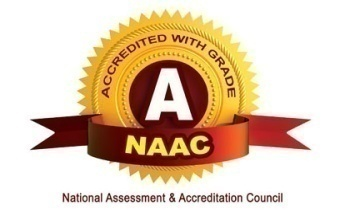 ACCREDITED WITH GRADE
A
NAAC
National Assessment & Accreditation Council